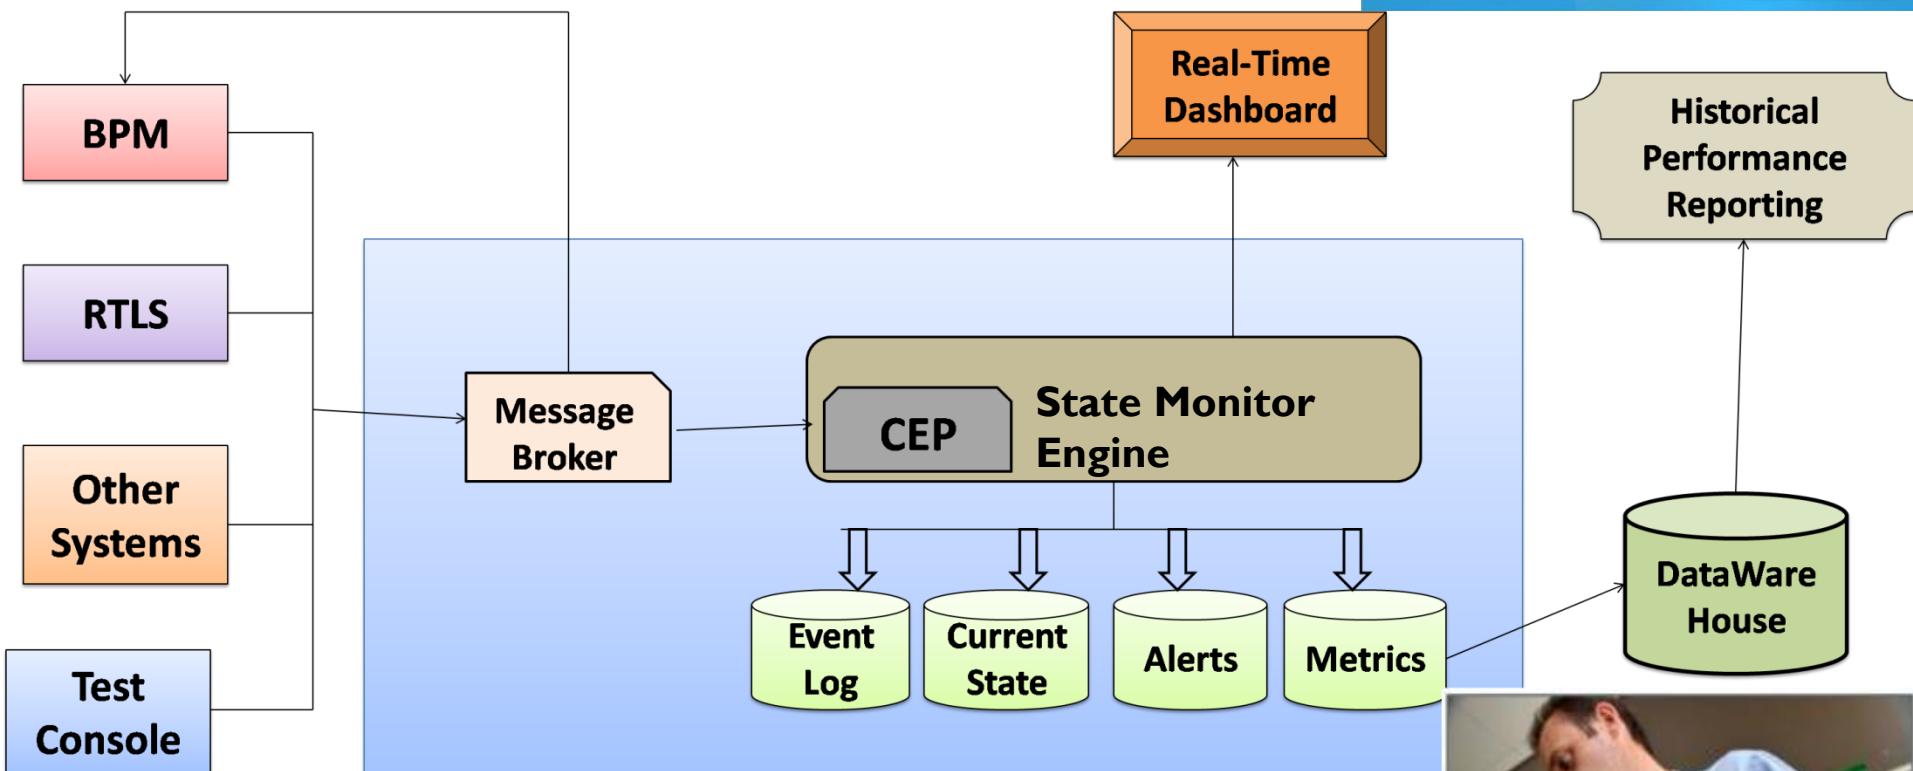 BPM
RTLS
Other
Systems
Test
Console
Message
Broker
CEP
State Monitor
Engine
Real-Time
Dashboard
Historical
Performance
Reporting
Event
Log
Current
State
Alerts
Metrics
DataWare
House